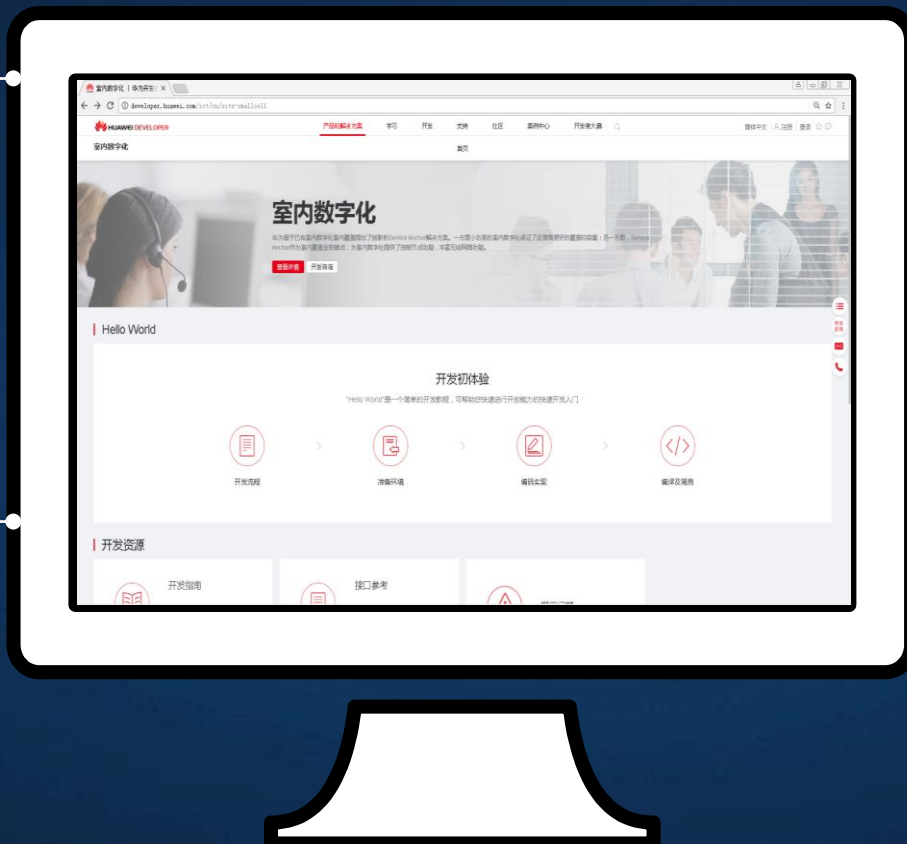 室内数字化 | 华为开发
developer.huawei.com/ict/cn/site-smallcell
HUAWEI DEVELOPER
产品和解决方案 学习 开发 支持 社区 案例中心 开发者大赛
简体中文 注册 登录
室内数字化
首页
室内数字化
查看详情 开发咨询
Hello World
开发初体验
"Hello World"是一个简单的开发教程，可帮助您快速进行开放能力的快速开发入门
开发流程
准备环境
编码实现
编译及调测
开发资源
开发指南
接口参考